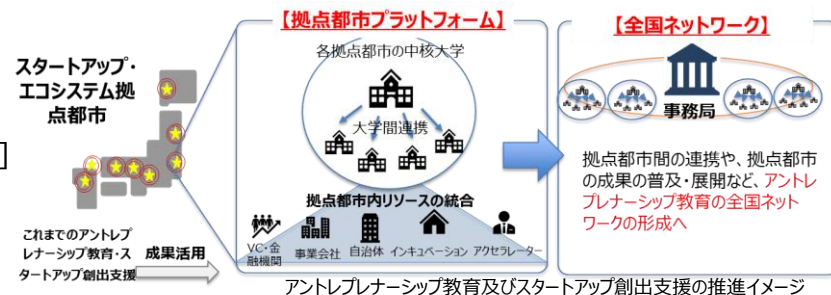 スタートアップ・
エコシステム拠
点都市
]
これまでのアントレプ
レナーシップ教育・ス
タートアップ創出支援
成果活用
【拠点都市プラットフォーム】
各拠点都市の中核大学
大学間連携
拠点都市内リソースの統合
VC・金
融機関
事業会社
自治体
インキュベーション
アクセラレーター
【全国ネットワーク】
事務局
拠点都市間の連携や、拠点都市
の成果の普及・展開など、アントレ
プレナーシップ教育の全国ネット
ワークの形成へ
アントレプレナーシップ教育及びスタートアップ創出支援の推進イメージ